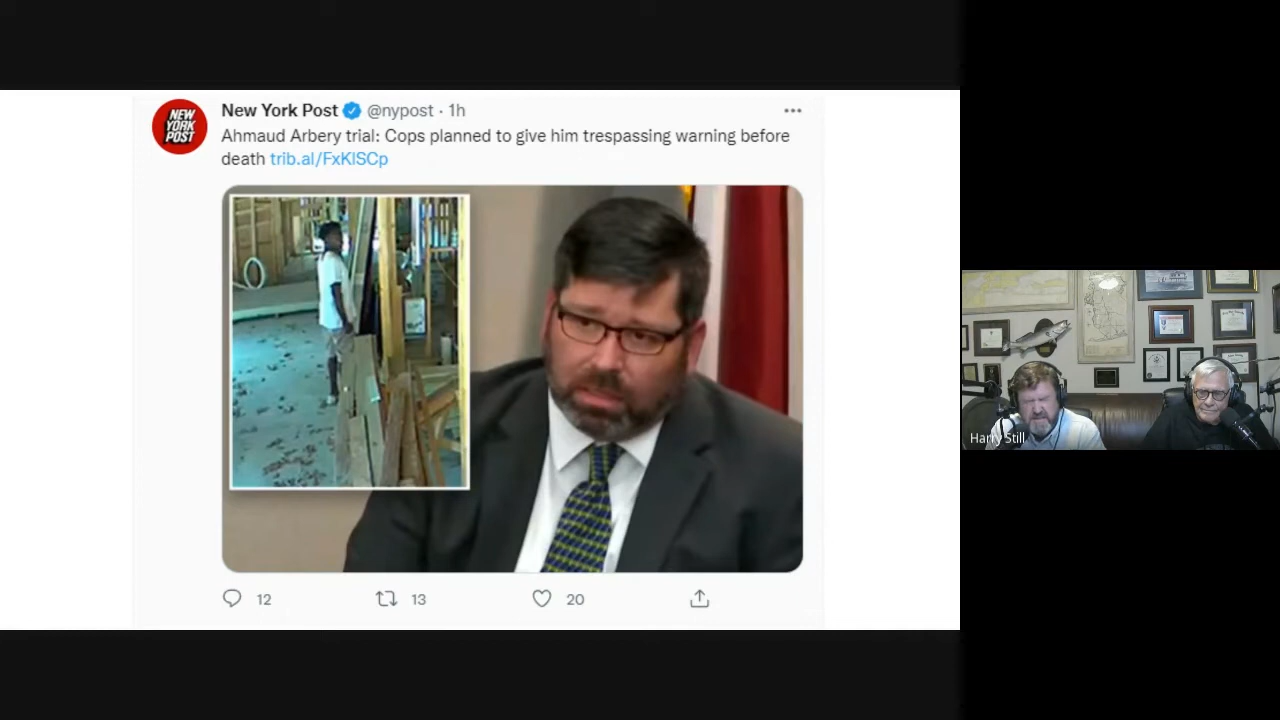 New York Post @nypost · 1h
Ahmaud Arbery trial: Cops planned to give him trespassing warning before
death trib.al/FxKlSCp
NEW
YORK
POST
12 13 20
Harry Still